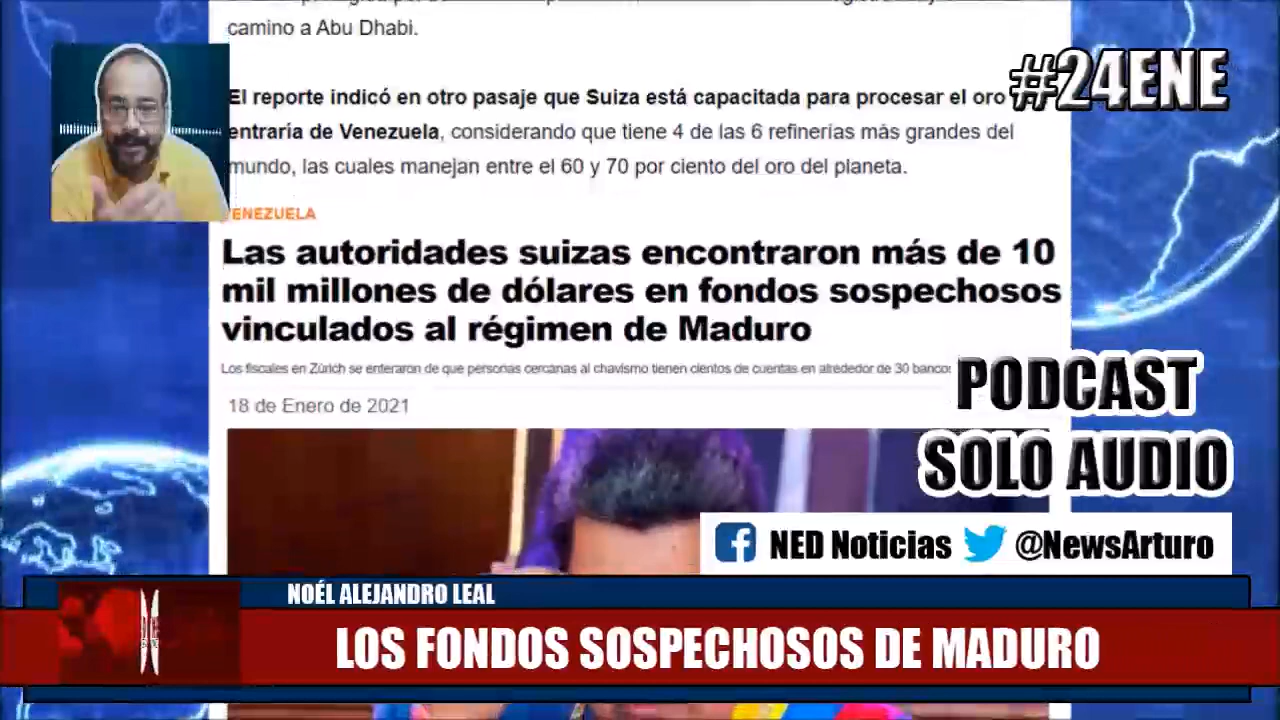 camino a Abu Dhabi.
#24ENE
El reporte indicó en otro pasaje que Suiza está capacitada para procesar el oro
entraría de Venezuela, considerando que tiene 4 de las 6 refinerías más grandes del
mundo, las cuales manejan entre el 60 y 70 por ciento del oro del planeta.
ENEZUELA
Las autoridades suizas encontraron más de 10
mil millones de dólares en fondos sospechosos
vinculados al régimen de Maduro
Los fiscales en Zúrich se enteraron de que personas cercanas al chavismo tienen cientos de cuentas en alrededor de 30 bancos
18 de Enero de 2021
PODCAST
SOLO AUDIO
NED Noticias @NewsArturo
NOÉL ALEJANDRO LEAL
LOS FONDOS SOSPECHOSOS DE MADURO